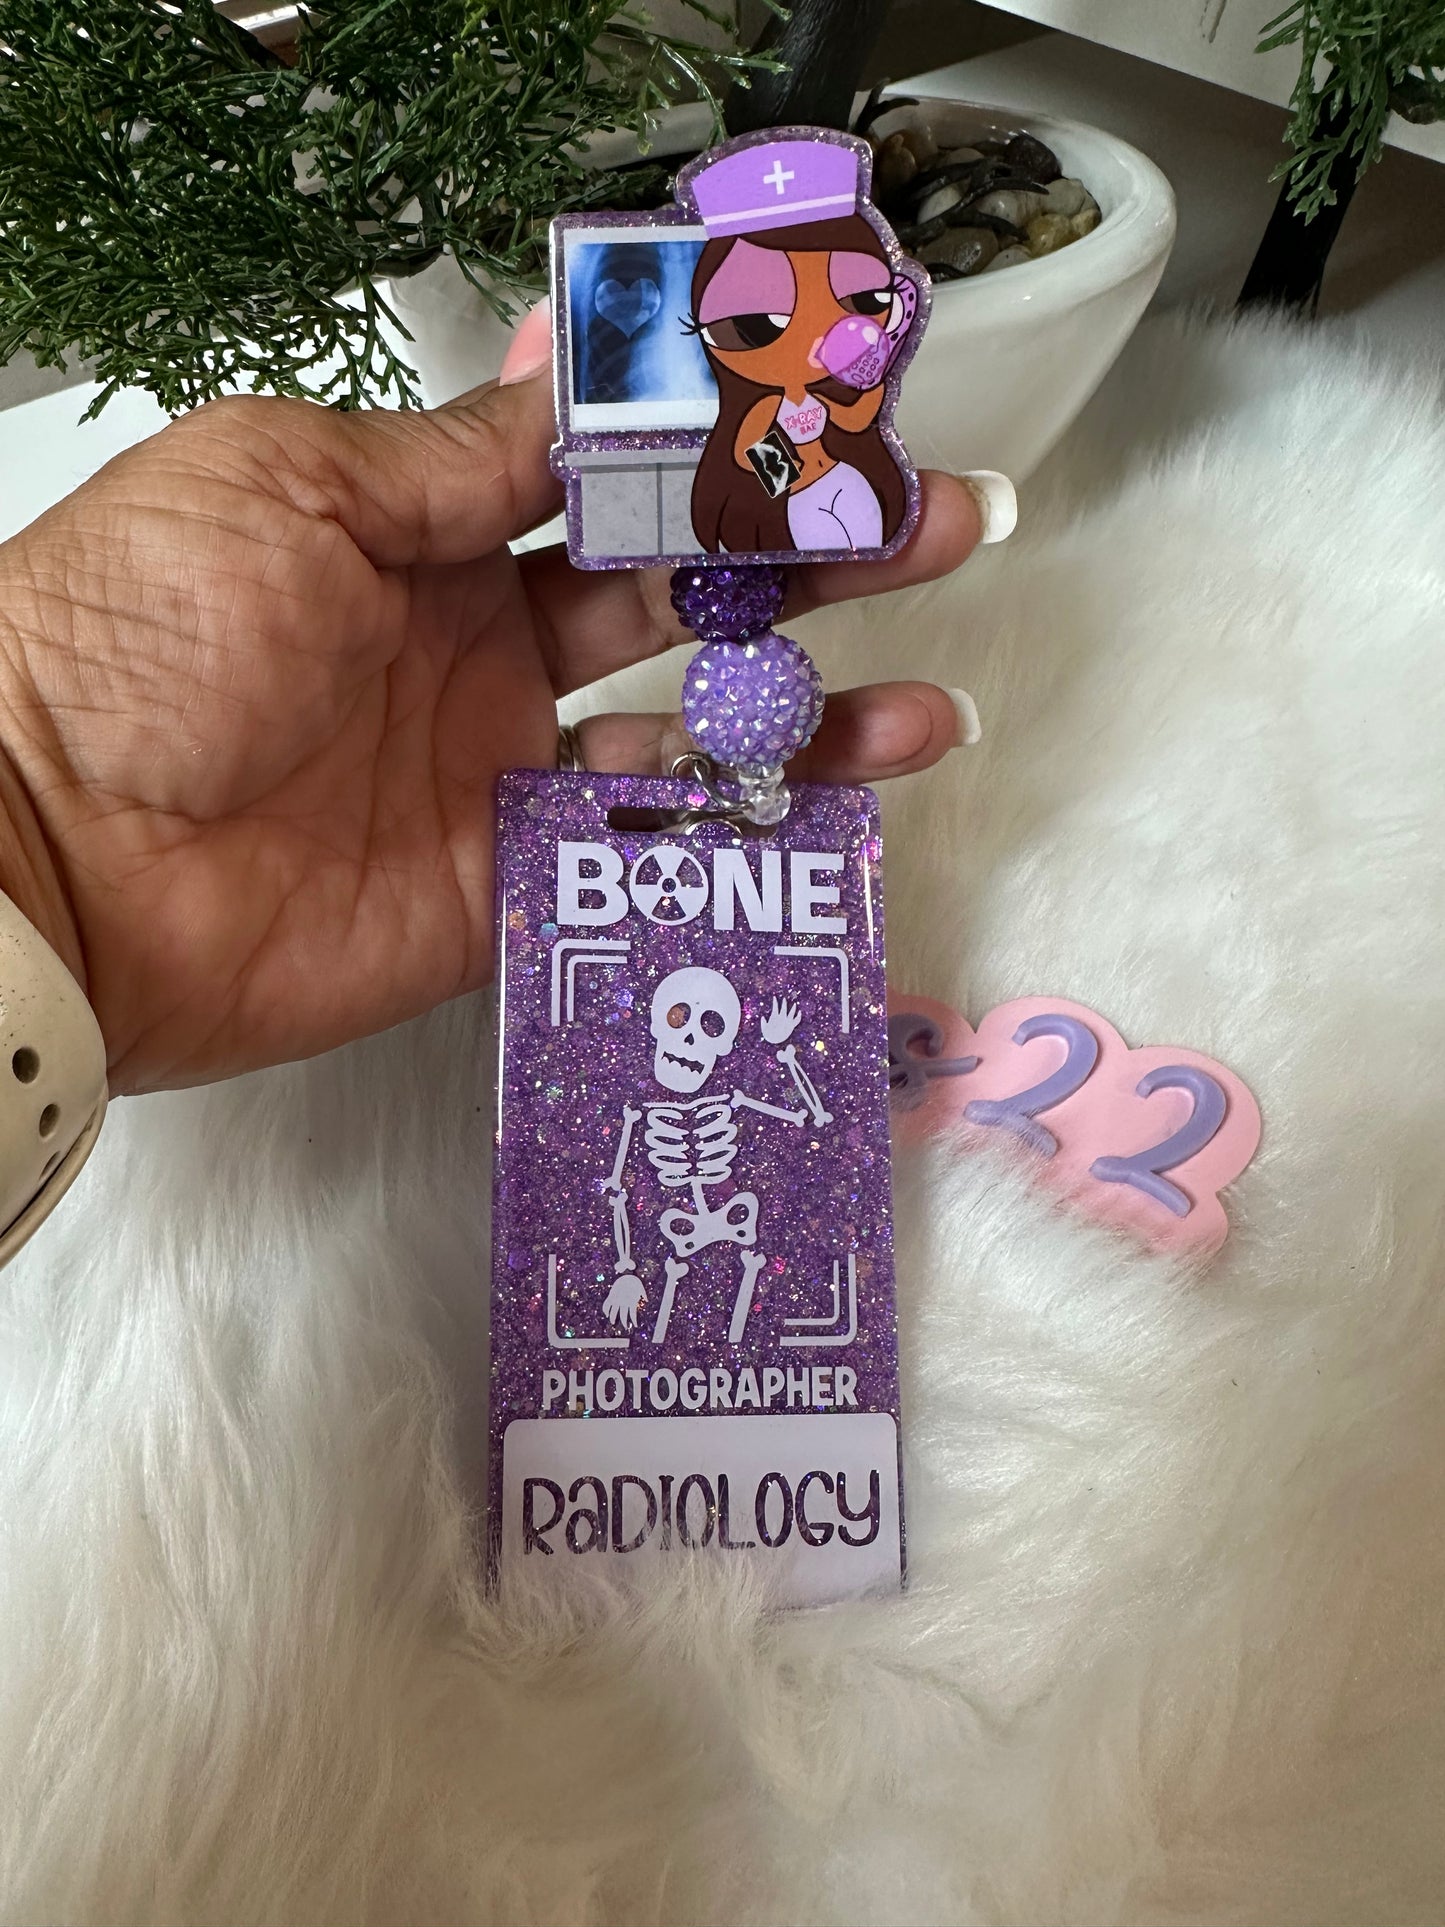 X-RAY
BAE
BONE
PHOTOGRAPHER
RaDIOLOGY
& 22